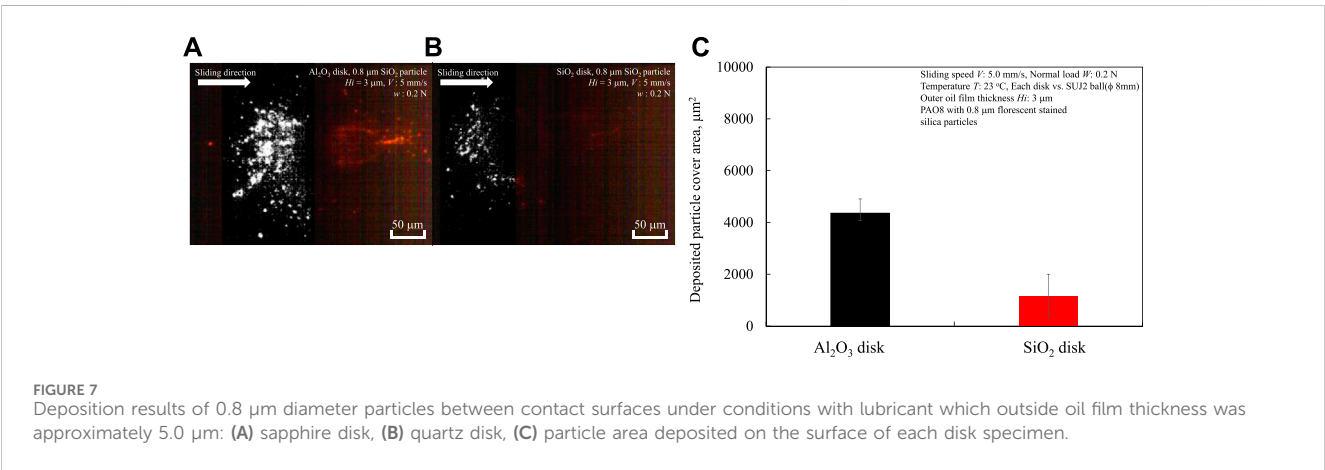 A
Sliding direction
Al₂O₃ disk, 0.8 μm SiO₂ particle
Hi = 3 μm, V : 5 mm/s
w : 0.2 N
50 μm
B
Sliding direction
SiO₂ disk, 0.8 μm SiO₂ particle
Hi = 3 μm, V : 5 mm/s
w : 0.2 N
50 μm
C
Deposited particle cover area, μm²
10000
8000
6000
4000
2000
0
Sliding speed V: 5.0 mm/s, Normal load W: 0.2 N
Temperature T: 23 °C, Each disk vs. SUJ2 ball(ϕ 8mm)
Outer oil film thickness Hi: 3 μm
PAO8 with 0.8 μm florescent stained
silica particles
Al₂O₃ disk
SiO₂ disk
FIGURE 7
Deposition results of 0.8 μm diameter particles between contact surfaces under conditions with lubricant which outside oil film thickness was
approximately 5.0 μm: (A) sapphire disk, (B) quartz disk, (C) particle area deposited on the surface of each disk specimen.